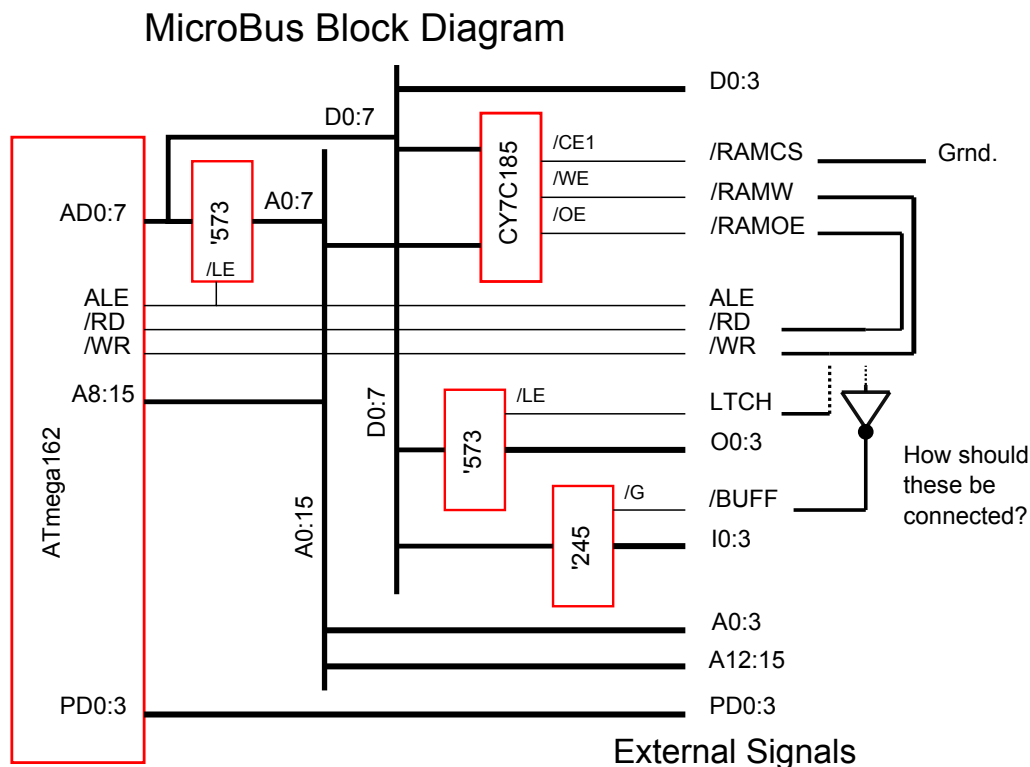 MicroBus Block Diagram
D0:3
D0:7
/CE1
/RAMCS
Grnd.
/WE
/RAMW
/OE
/RAMOE
CY7C185
AD0:7
'573
A0:7
/LE
ALE
ALE
/RD
/RD
/WR
/WR
A8:15
/LE
LTCH
D0:7
'573
O0:3
How should
these be
connected?
/G
/BUFF
A0:15
'245
I0:3
ATmega162
A0:3
A12:15
PD0:3
PD0:3
External Signals